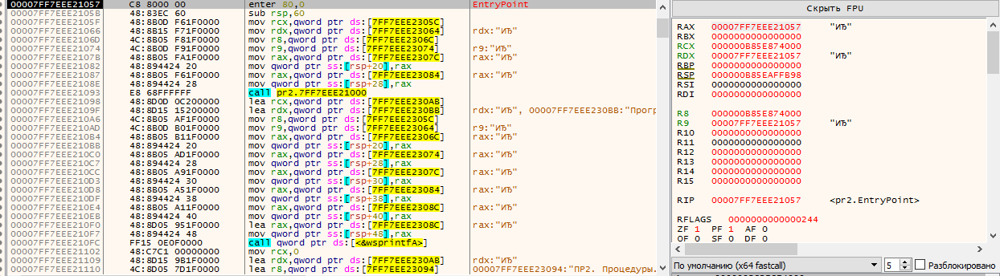 00007FF7EEE21057 C8 8000 00 enter 80,0 EntryPoint
00007FF7EEE2105B 48:83EC 60 sub rsp,60
00007FF7EEE2105F 48:8B0D F61F0000 mov rcx,qword ptr ds:[7FF7EEE2305C]
00007FF7EEE21066 48:8B15 F71F0000 mov rdx,qword ptr ds:[7FF7EEE23064] rdx:"ИЂ"
00007FF7EEE2106D 4C:8B05 F81F0000 mov r8,qword ptr ds:[7FF7EEE2306C]
00007FF7EEE21074 4C:8B0D F91F0000 mov r9,qword ptr ds:[7FF7EEE23074] r9:"ИЂ"
00007FF7EEE2107B 48:8B05 FA1F0000 mov rax,qword ptr ds:[7FF7EEE2307C] rax:"ИЂ"
00007FF7EEE21082 48:894424 20 mov qword ptr ss:[rsp+20],rax
00007FF7EEE21087 48:8B05 F61F0000 mov rax,qword ptr ds:[7FF7EEE23084] rax:"ИЂ"
00007FF7EEE2108E 48:894424 28 mov qword ptr ss:[rsp+28],rax
00007FF7EEE21093 E8 68FFFFFF call pr2.7FF7EEE21000
00007FF7EEE21098 48:8D0D 0C200000 lea rcx,qword ptr ds:[7FF7EEE230AB]
00007FF7EEE2109F 48:8D15 15200000 lea rdx,qword ptr ds:[7FF7EEE230BB] rdx:"ИЂ", 00007FF7EEE230BB:"Прогр
00007FF7EEE210A6 4C:8B05 AF1F0000 mov r8,qword ptr ds:[7FF7EEE2305C]
00007FF7EEE210AD 4C:8B0D B01F0000 mov r9,qword ptr ds:[7FF7EEE23064] r9:"ИЂ"
00007FF7EEE210B4 48:8B05 B11F0000 mov rax,qword ptr ds:[7FF7EEE2306C] rax:"ИЂ"
00007FF7EEE210BB 48:894424 20 mov qword ptr ss:[rsp+20],rax
00007FF7EEE210C0 48:8B05 AD1F0000 mov rax,qword ptr ds:[7FF7EEE23074] rax:"ИЂ"
00007FF7EEE210C7 48:894424 28 mov qword ptr ss:[rsp+28],rax
00007FF7EEE210CC 48:8B05 A91F0000 mov rax,qword ptr ds:[7FF7EEE2307C] rax:"ИЂ"
00007FF7EEE210D3 48:894424 30 mov qword ptr ss:[rsp+30],rax
00007FF7EEE210D8 48:8B05 A51F0000 mov rax,qword ptr ds:[7FF7EEE23084] rax:"ИЂ"
00007FF7EEE210DF 48:894424 38 mov qword ptr ss:[rsp+38],rax
00007FF7EEE210E4 48:8B05 A11F0000 mov rax,qword ptr ds:[7FF7EEE2308C] rax:"ИЂ"
00007FF7EEE210EB 48:894424 40 mov qword ptr ss:[rsp+40],rax
00007FF7EEE210F0 48:8D05 951F0000 lea rax,qword ptr ds:[7FF7EEE2308C] rax:"ИЂ"
00007FF7EEE210F7 48:894424 48 mov qword ptr ss:[rsp+48],rax
00007FF7EEE210FC FF15 0E0F0000 call qword ptr ds:[<&wsprintfA>]
00007FF7EEE21102 48:C7C1 00000000 mov rcx,0
00007FF7EEE21109 48:8D15 9B1F0000 lea rdx,qword ptr ds:[7FF7EEE230AB] rdx:"ИЂ"
00007FF7EEE21110 4C:8D05 7D1F0000 lea r8,qword ptr ds:[7FF7EEE23094] 00007FF7EEE23094:"ПР2. Процедуры.
Скрыть FPU
RAX 00007FF7EEE21057 "ИЂ"
RBX 0000000000000000
RCX 000000B85E874000
RDX 00007FF7EEE21057 "ИЂ"
RBP 0000000000000000
RSP 000000B85EAFFB98
RSI 0000000000000000
RDI 0000000000000000
R8 000000B85E874000
R9 00007FF7EEE21057 "ИЂ"
R10 0000000000000000
R11 0000000000000000
R12 0000000000000000
R13 0000000000000000
R14 0000000000000000
R15 0000000000000000
RIP 00007FF7EEE21057 <pr2.EntryPoint>
RFLAGS 0000000000000244
ZF 1 PF 1 AF 0
OF 0 SF 0 DF 0
По умолчанию (x64 fastcall) 5 Разблокировано